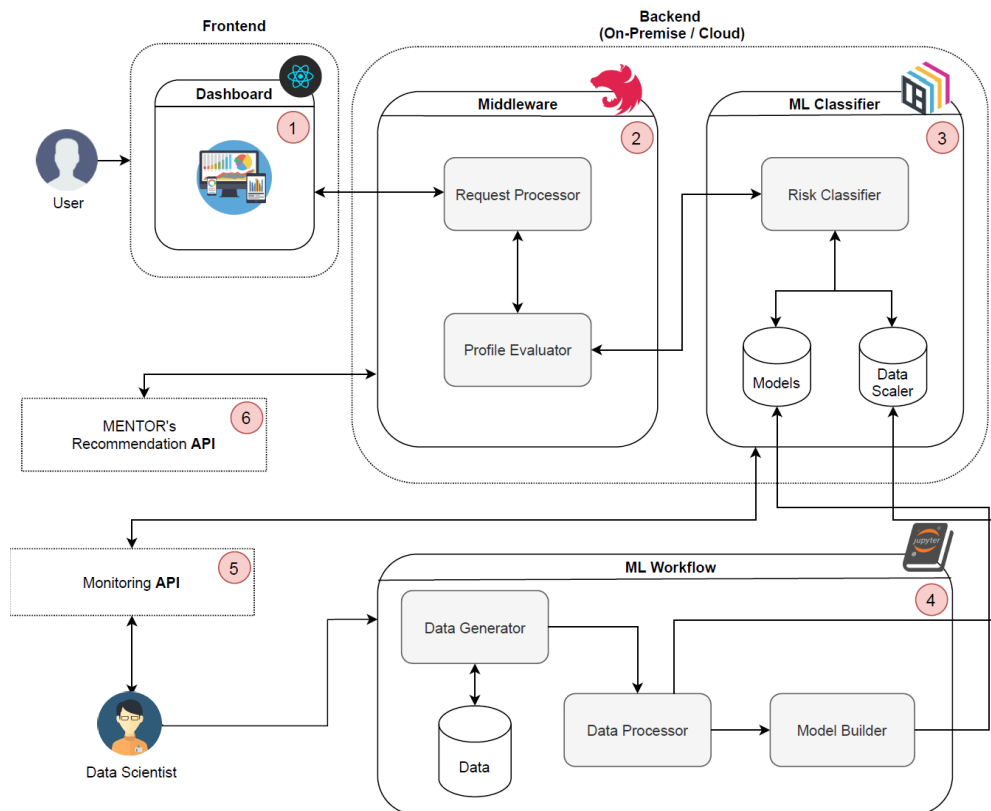 Frontend
Backend
(On-Premise / Cloud)
Dashboard
1
Middleware
2
ML Classifier
3
User
Request Processor
Risk Classifier
Profile Evaluator
Models
Data
Scaler
MENTOR's
Recommendation API
6
Monitoring API
5
jupyter
ML Workflow
4
Data Generator
Data Processor
Model Builder
Data
Data Scientist